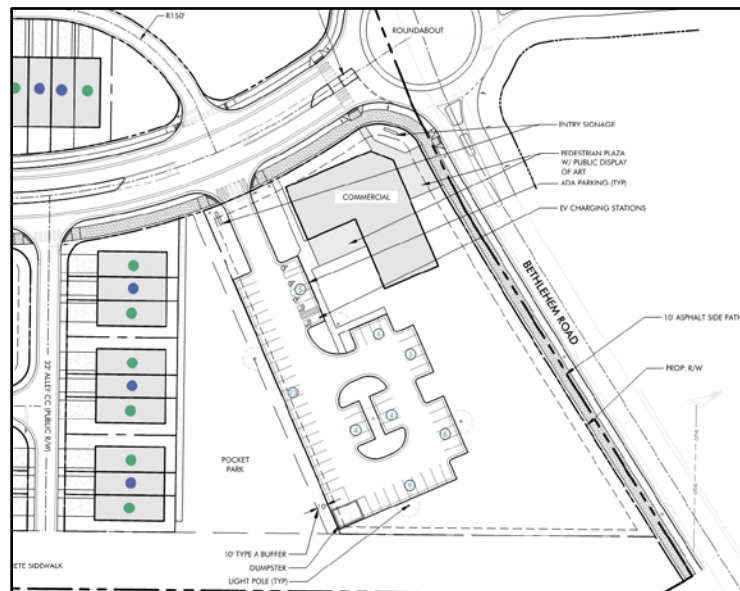 R150'
ROUNDABOUT
ENTRY SIGNAGE
PEDESTRIAN PLAZA
W/ PUBLIC DISPLAY
OF ART
ADA PARKING (TYP)
COMMERCIAL
EV CHARGING STATIONS
BETHLEHEM ROAD
10' ASPHALT SIDE PATH
PROP. R/W
32' ALLEY CC (PUBLIC R/W)
POCKET
PARK
10' TYPE A BUFFER
DUMPSTER
LIGHT POLE (TYP)
ETE SIDEWALK